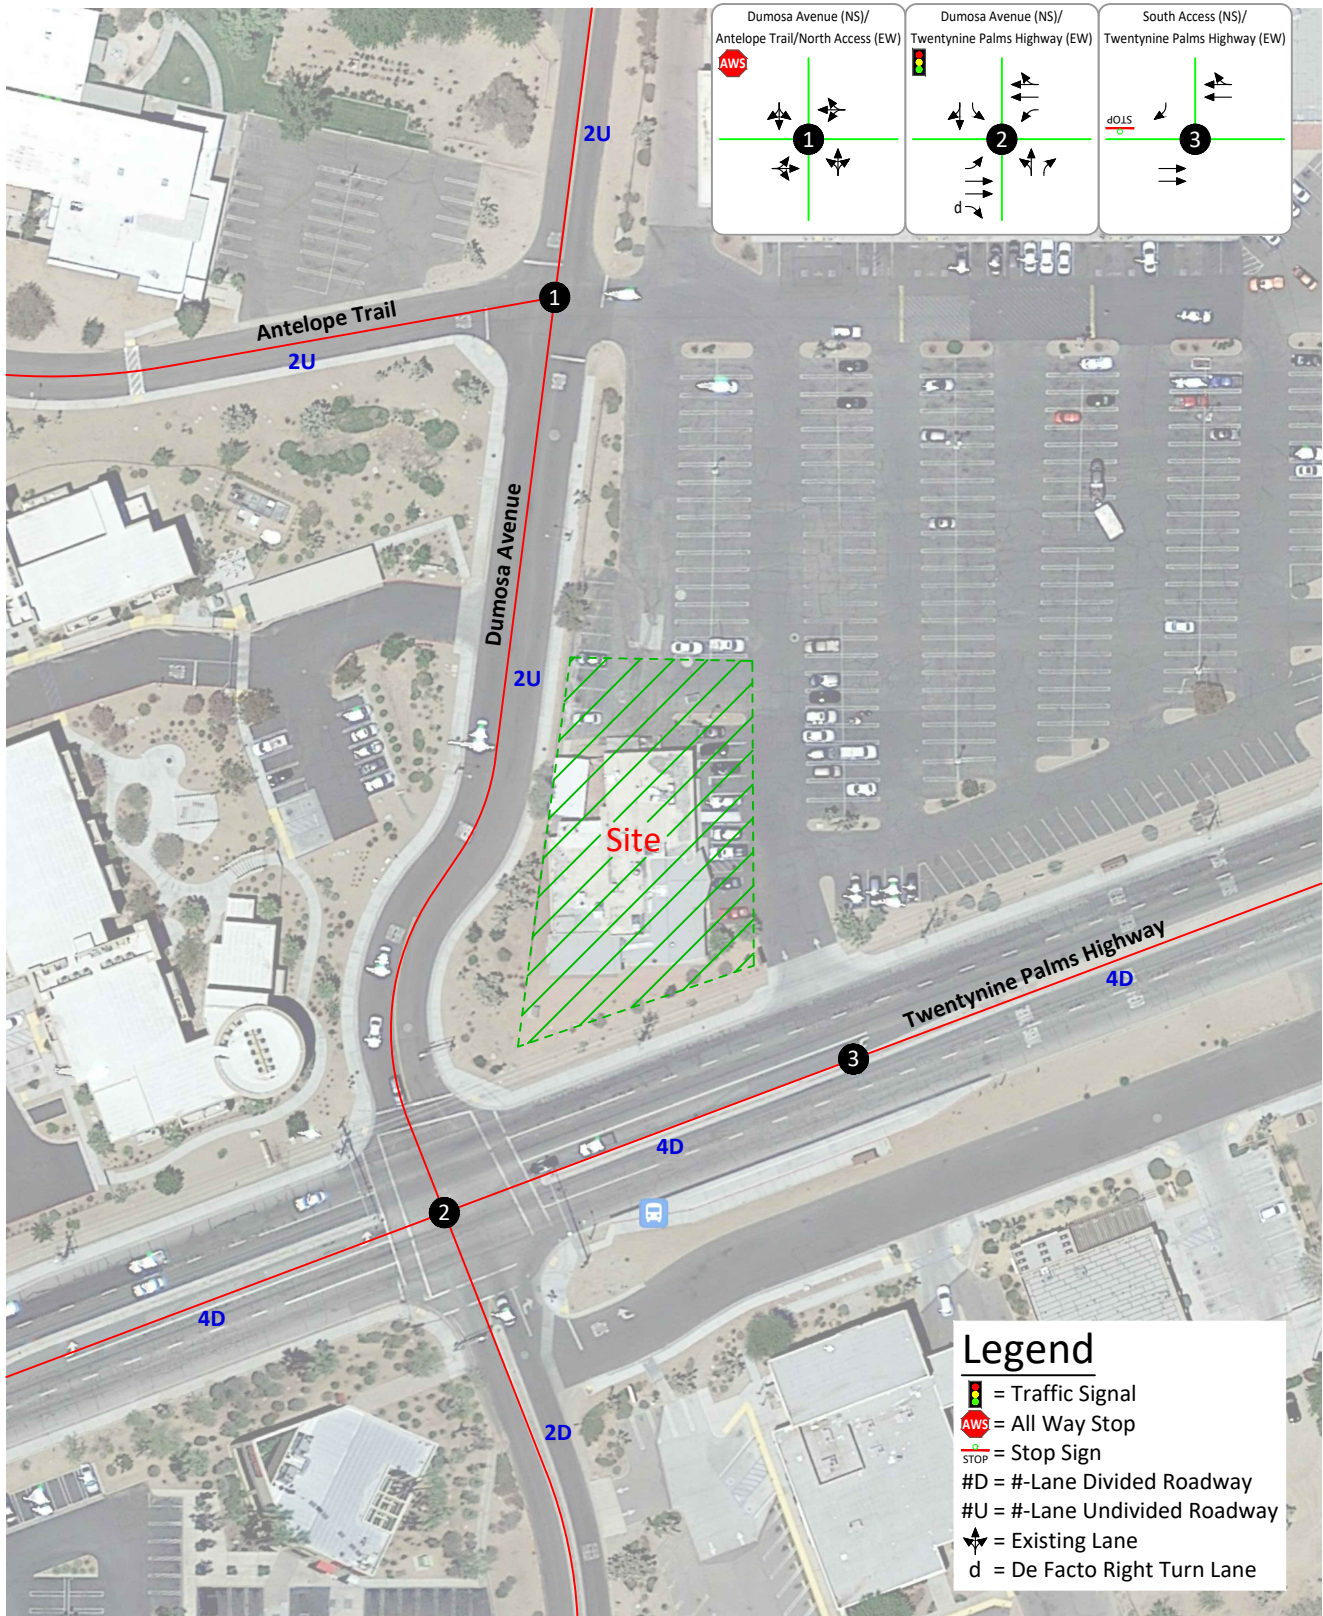 Dumosa Avenue (NS)/
Antelope Trail/North Access (EW)
AWS
1
Dumosa Avenue (NS)/
Twentynine Palms Highway (EW)
d
2
South Access (NS)/
Twentynine Palms Highway (EW)
STOP
3
2U
1
Antelope Trail
2U
Dumosa Avenue
2U
Site
Twentynine Palms Highway
4D
3
4D
2
4D
2D
Legend
= Traffic Signal
AWS = All Way Stop
STOP = Stop Sign
#D = #-Lane Divided Roadway
#U = #-Lane Undivided Roadway
= Existing Lane
d = De Facto Right Turn Lane